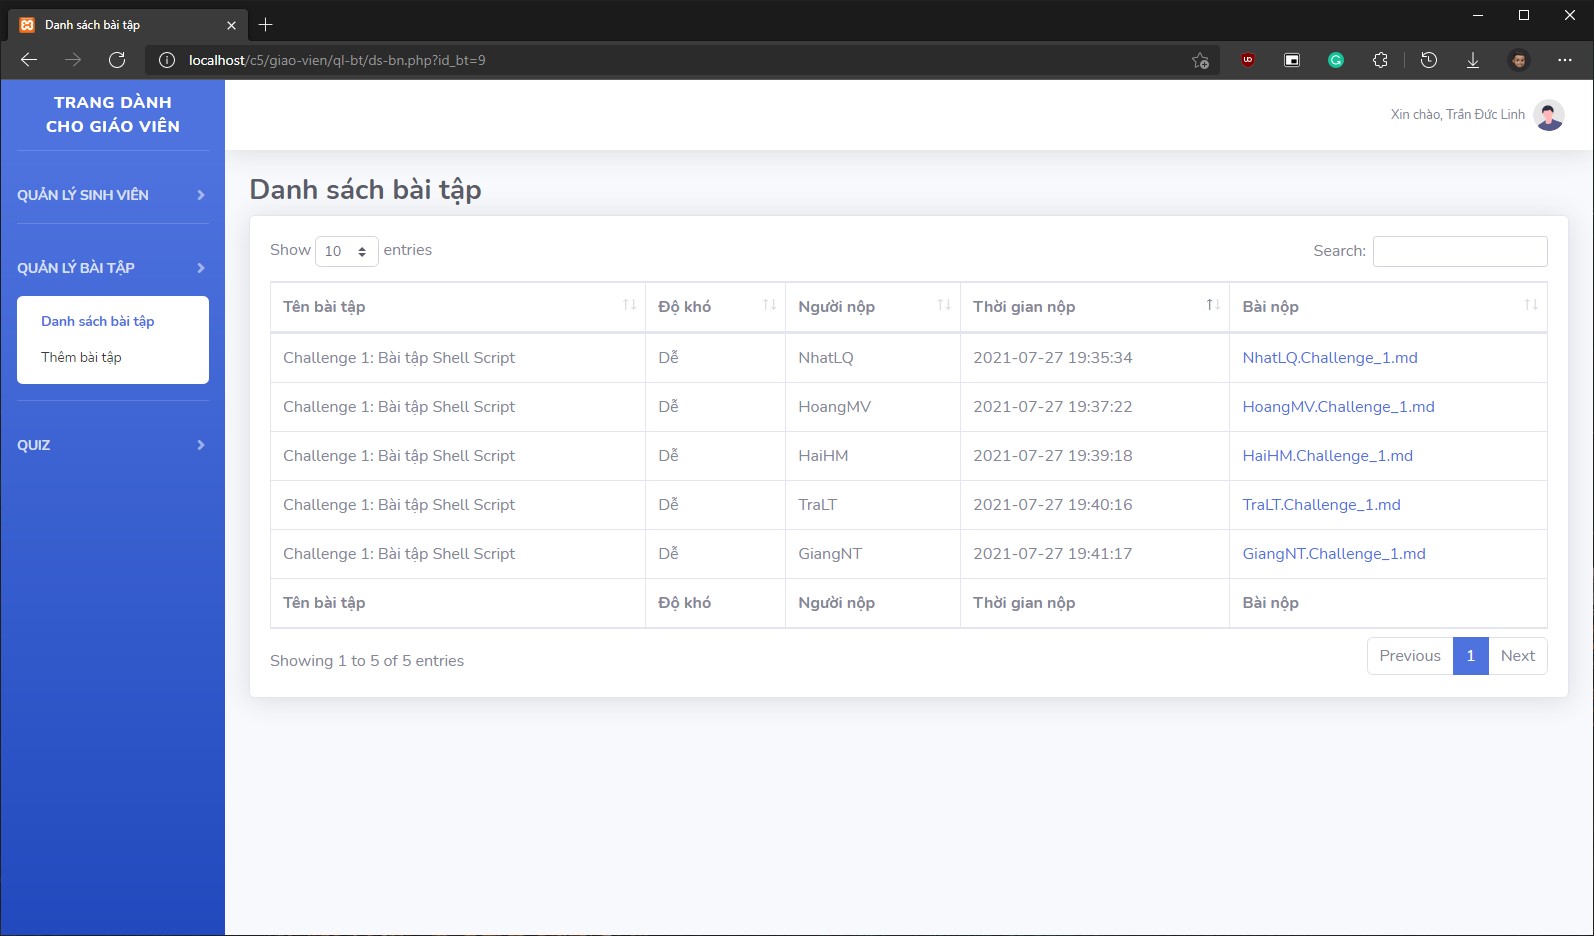 Danh sách bài tập
localhost/c5/giao-vien/ql-bt/ds-bn.php?id_bt=9
TRANG DÀNH
CHO GIÁO VIÊN
Xin chào, Trần Đức Linh
QUẢN LÝ SINH VIÊN
QUẢN LÝ BÀI TẬP
Danh sách bài tập
Thêm bài tập
QUIZ
Danh sách bài tập
Show 10 entries
Search:
Tên bài tập Độ khó Người nộp Thời gian nộp Bài nộp
Challenge 1: Bài tập Shell Script Dễ NhatLQ 2021-07-27 19:35:34 NhatLQ.Challenge_1.md
Challenge 1: Bài tập Shell Script Dễ HoangMV 2021-07-27 19:37:22 HoangMV.Challenge_1.md
Challenge 1: Bài tập Shell Script Dễ HaiHM 2021-07-27 19:39:18 HaiHM.Challenge_1.md
Challenge 1: Bài tập Shell Script Dễ TraLT 2021-07-27 19:40:16 TraLT.Challenge_1.md
Challenge 1: Bài tập Shell Script Dễ GiangNT 2021-07-27 19:41:17 GiangNT.Challenge_1.md
Tên bài tập Độ khó Người nộp Thời gian nộp Bài nộp
Showing 1 to 5 of 5 entries
Previous 1 Next